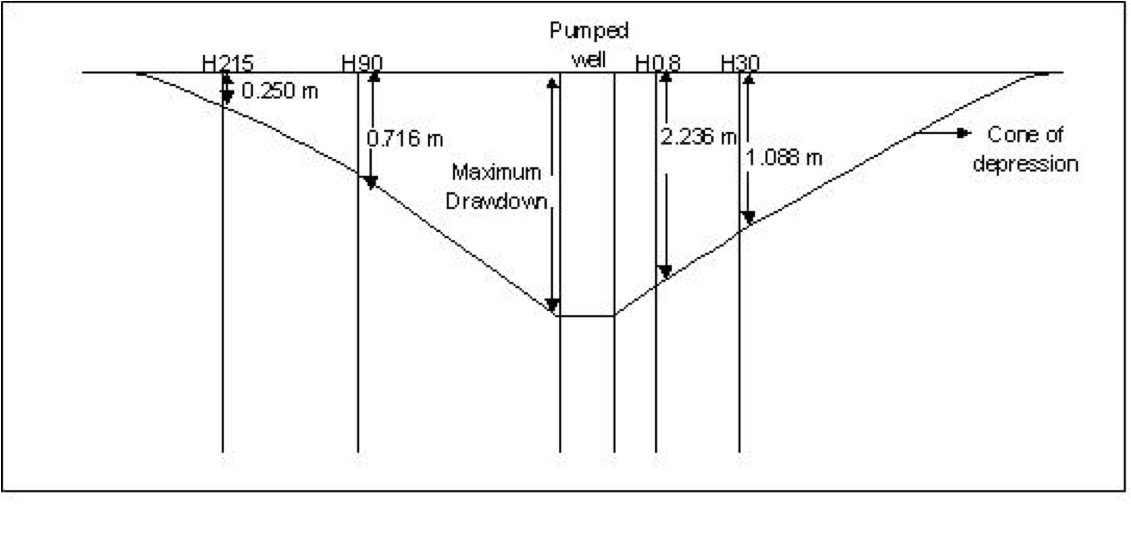 Pumped
well
H215
H90
H0.8
H30
0.250 m
0.716 m
2.236 m
1.088 m
Maximum
Drawdown
Cone of
depression